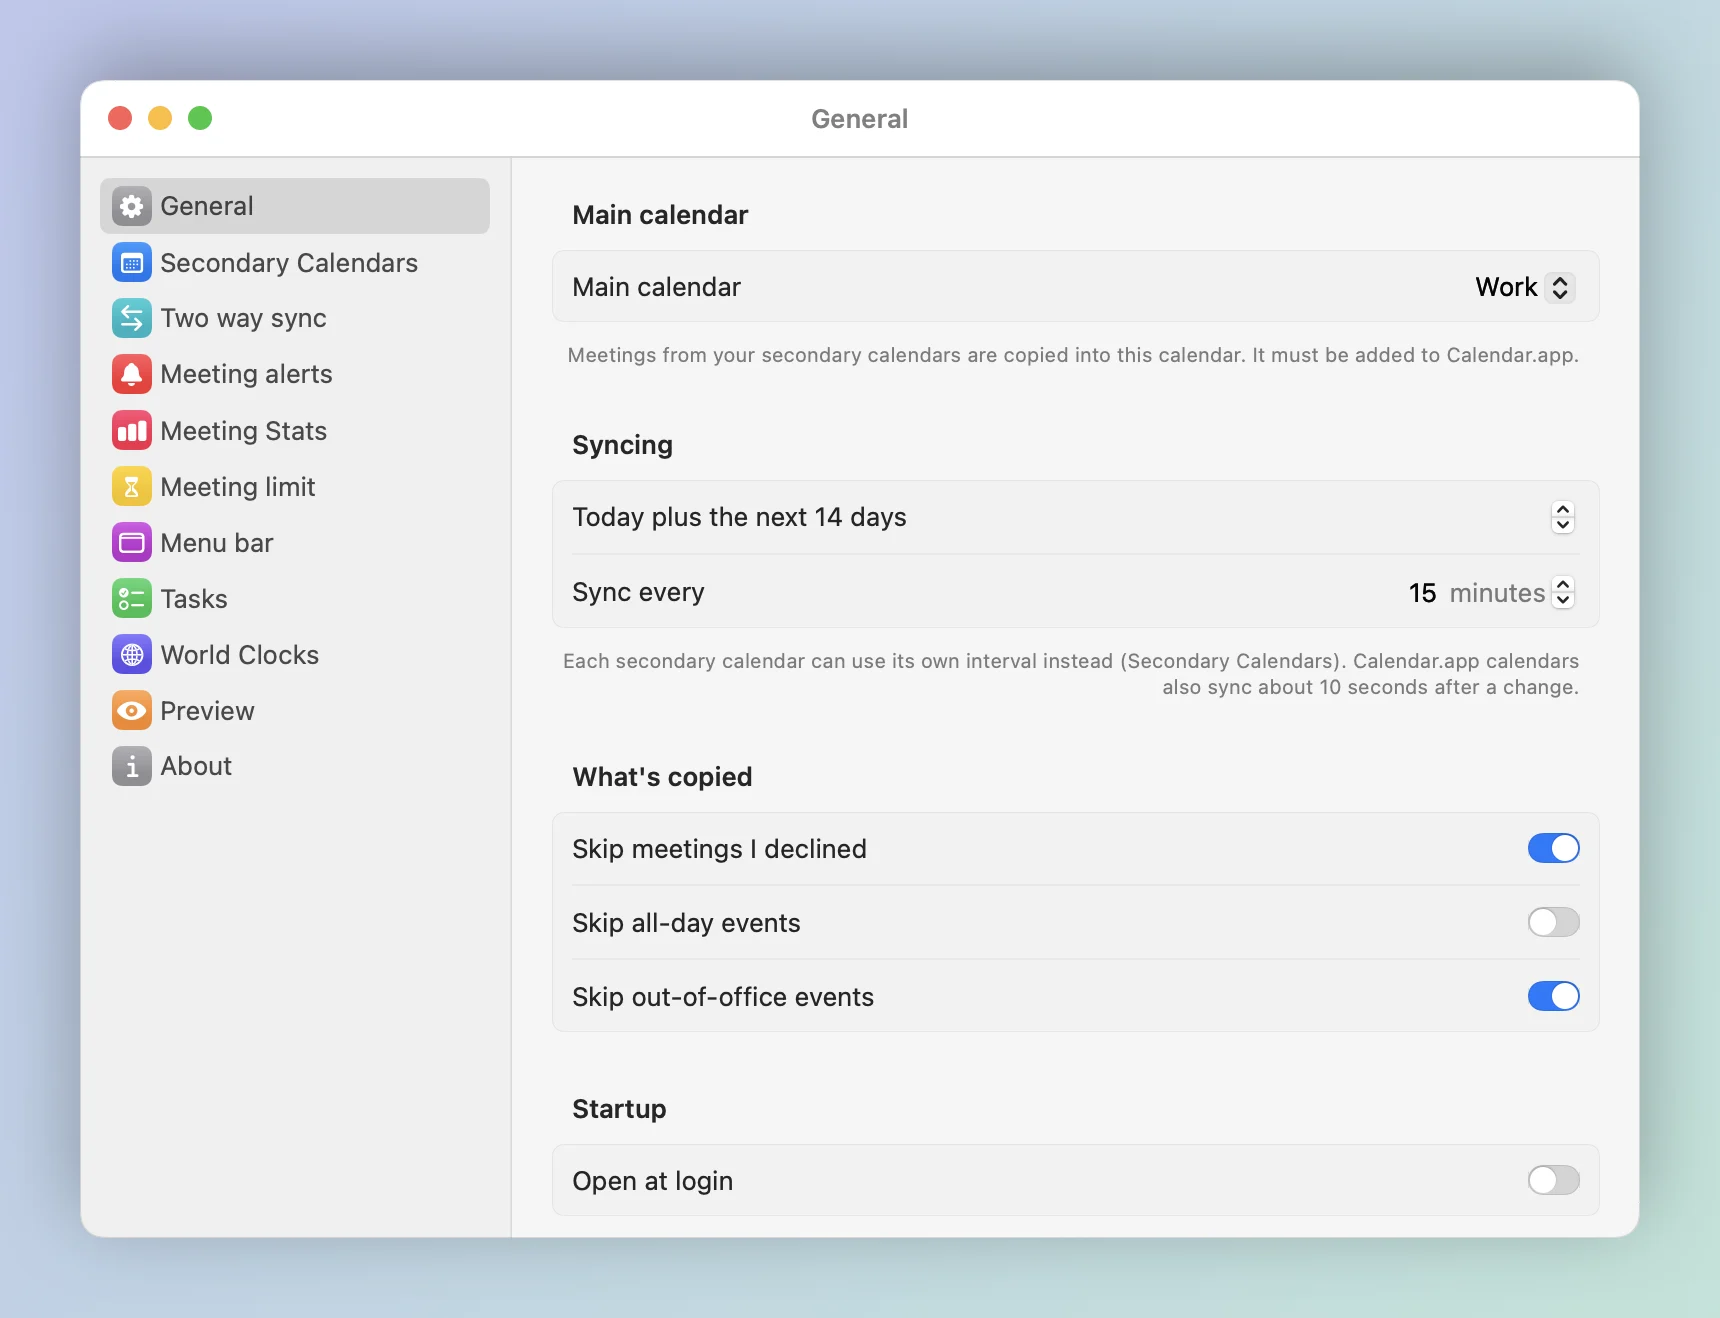 General
General
Secondary Calendars
Two way sync
Meeting alerts
Meeting Stats
Meeting limit
Menu bar
Tasks
World Clocks
Preview
About
Main calendar
Main calendar
Work
Meetings from your secondary calendars are copied into this calendar. It must be added to Calendar.app.
Syncing
Today plus the next 14 days
Sync every
15 minutes
Each secondary calendar can use its own interval instead (Secondary Calendars). Calendar.app calendars
also sync about 10 seconds after a change.
What's copied
Skip meetings I declined
Skip all-day events
Skip out-of-office events
Startup
Open at login